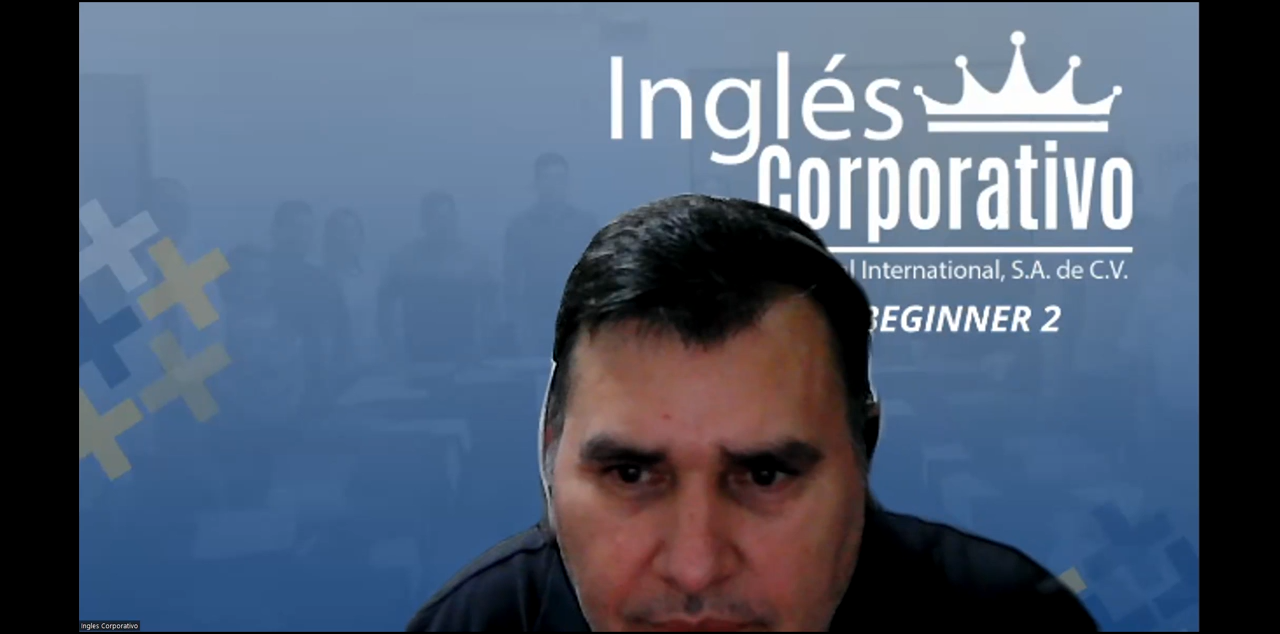 Inglés
Corporativo
International, S.A. de C.V.
BEGINNER 2
Ingles Corporativo